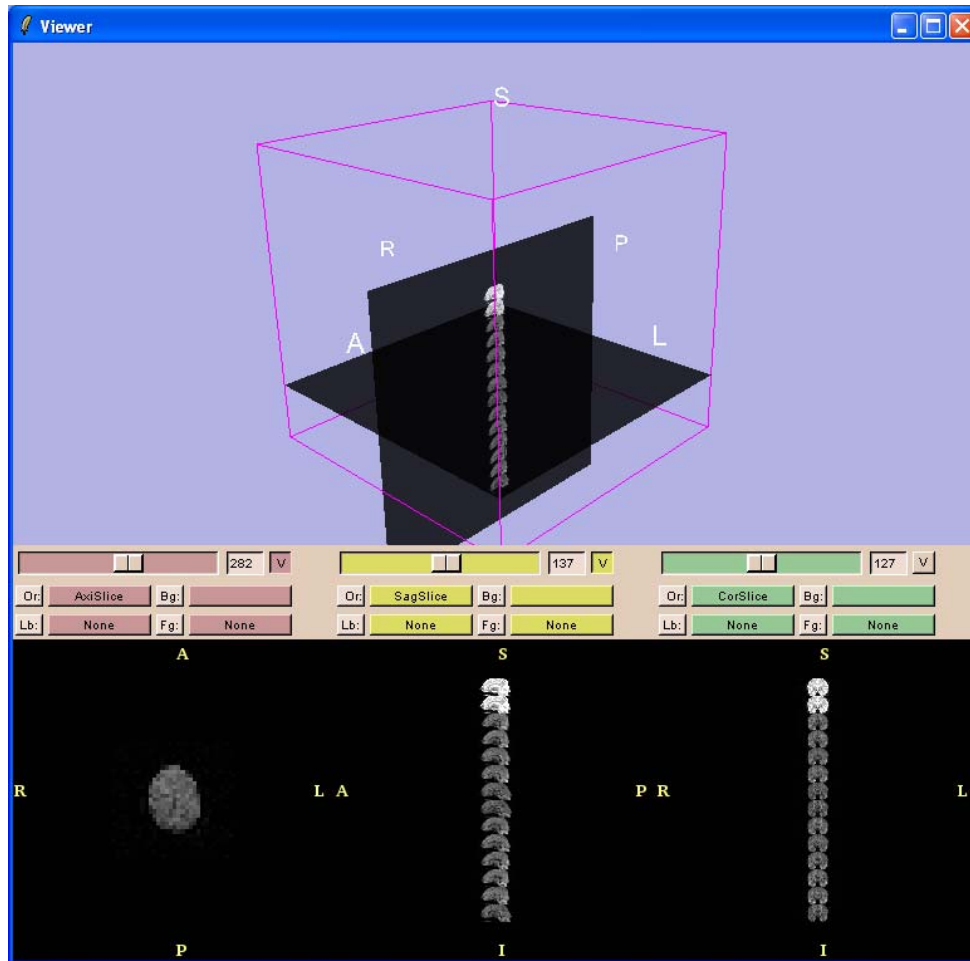 Viewer
S
R
P
A
L
282 V 137 V 127 V
Or: AxiSlice Bg: Or: SagSlice Bg: Or: CorSlice Bg:
Lb: None Fg: None Lb: None Fg: None Lb: None Fg: None
A S S
R L A P R L
P I I